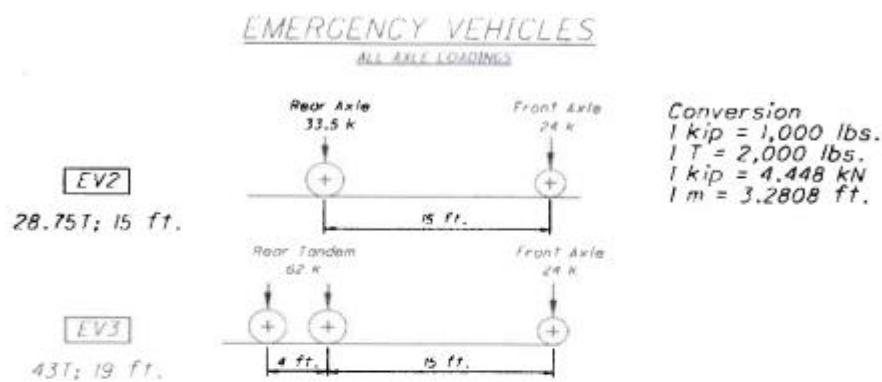 EMERGENCY VEHICLES
ALL AXLE LOADINGS
Rear Axle
33.5 k
Front Axle
24 k
EV2
28.75T; 15 ft.
15 ft.
Conversion
1 kip = 1,000 lbs.
1 T = 2,000 lbs.
1 kip = 4.448 kN
1 m = 3.2808 ft.
Rear Tandem
62 k
Front Axle
24 k
EV3
43T; 19 ft.
4 ft.
15 ft.